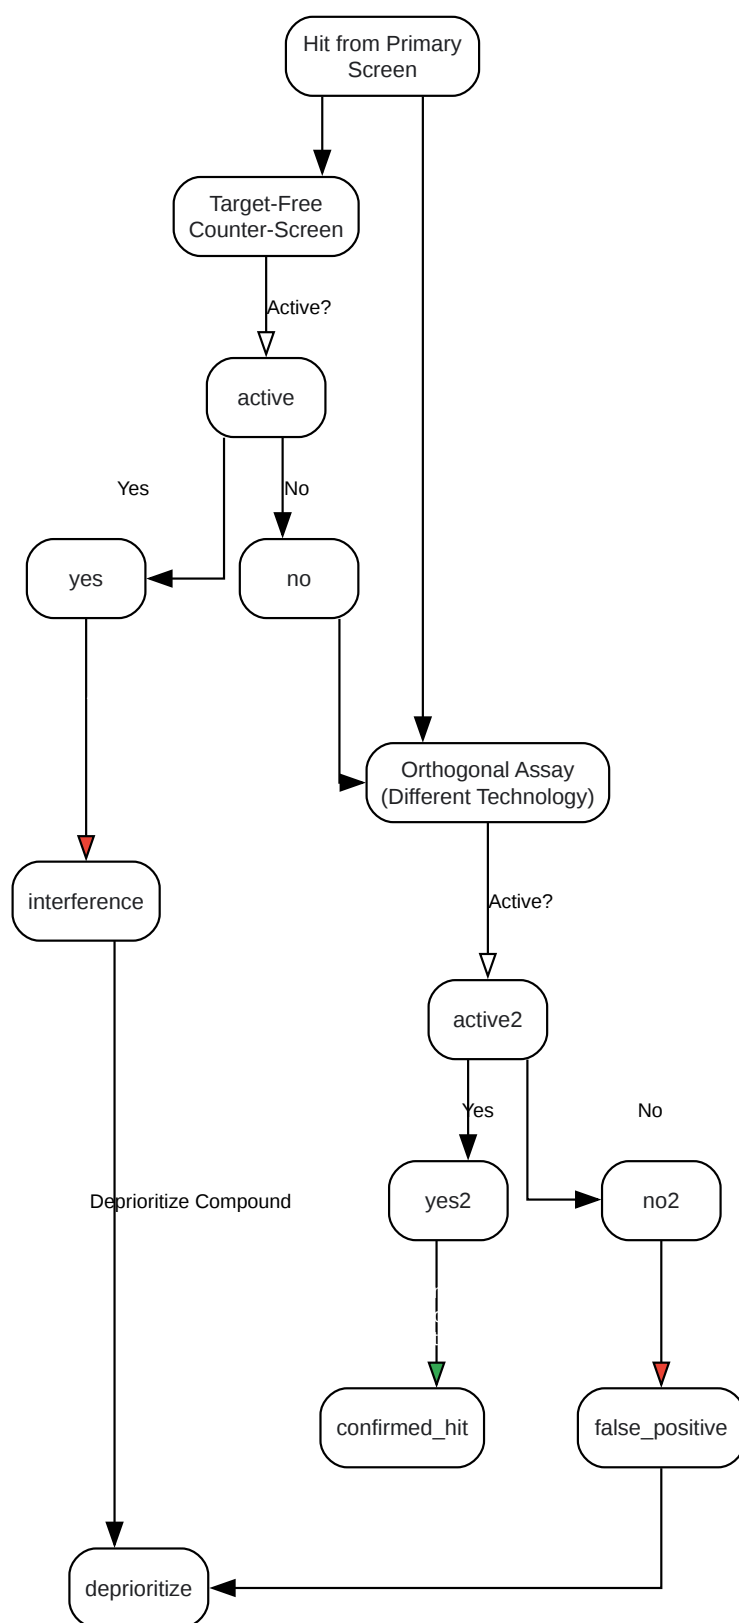 Hit from Primary
Screen
Target-Free
Counter-Screen
Active?
active
Yes
No
yes
no
Orthogonal Assay
(Different Technology)
interference
Active?
active2
Yes
No
Deprioritize Compound
yes2
no2
confirmed_hit
false_positive
deprioritize